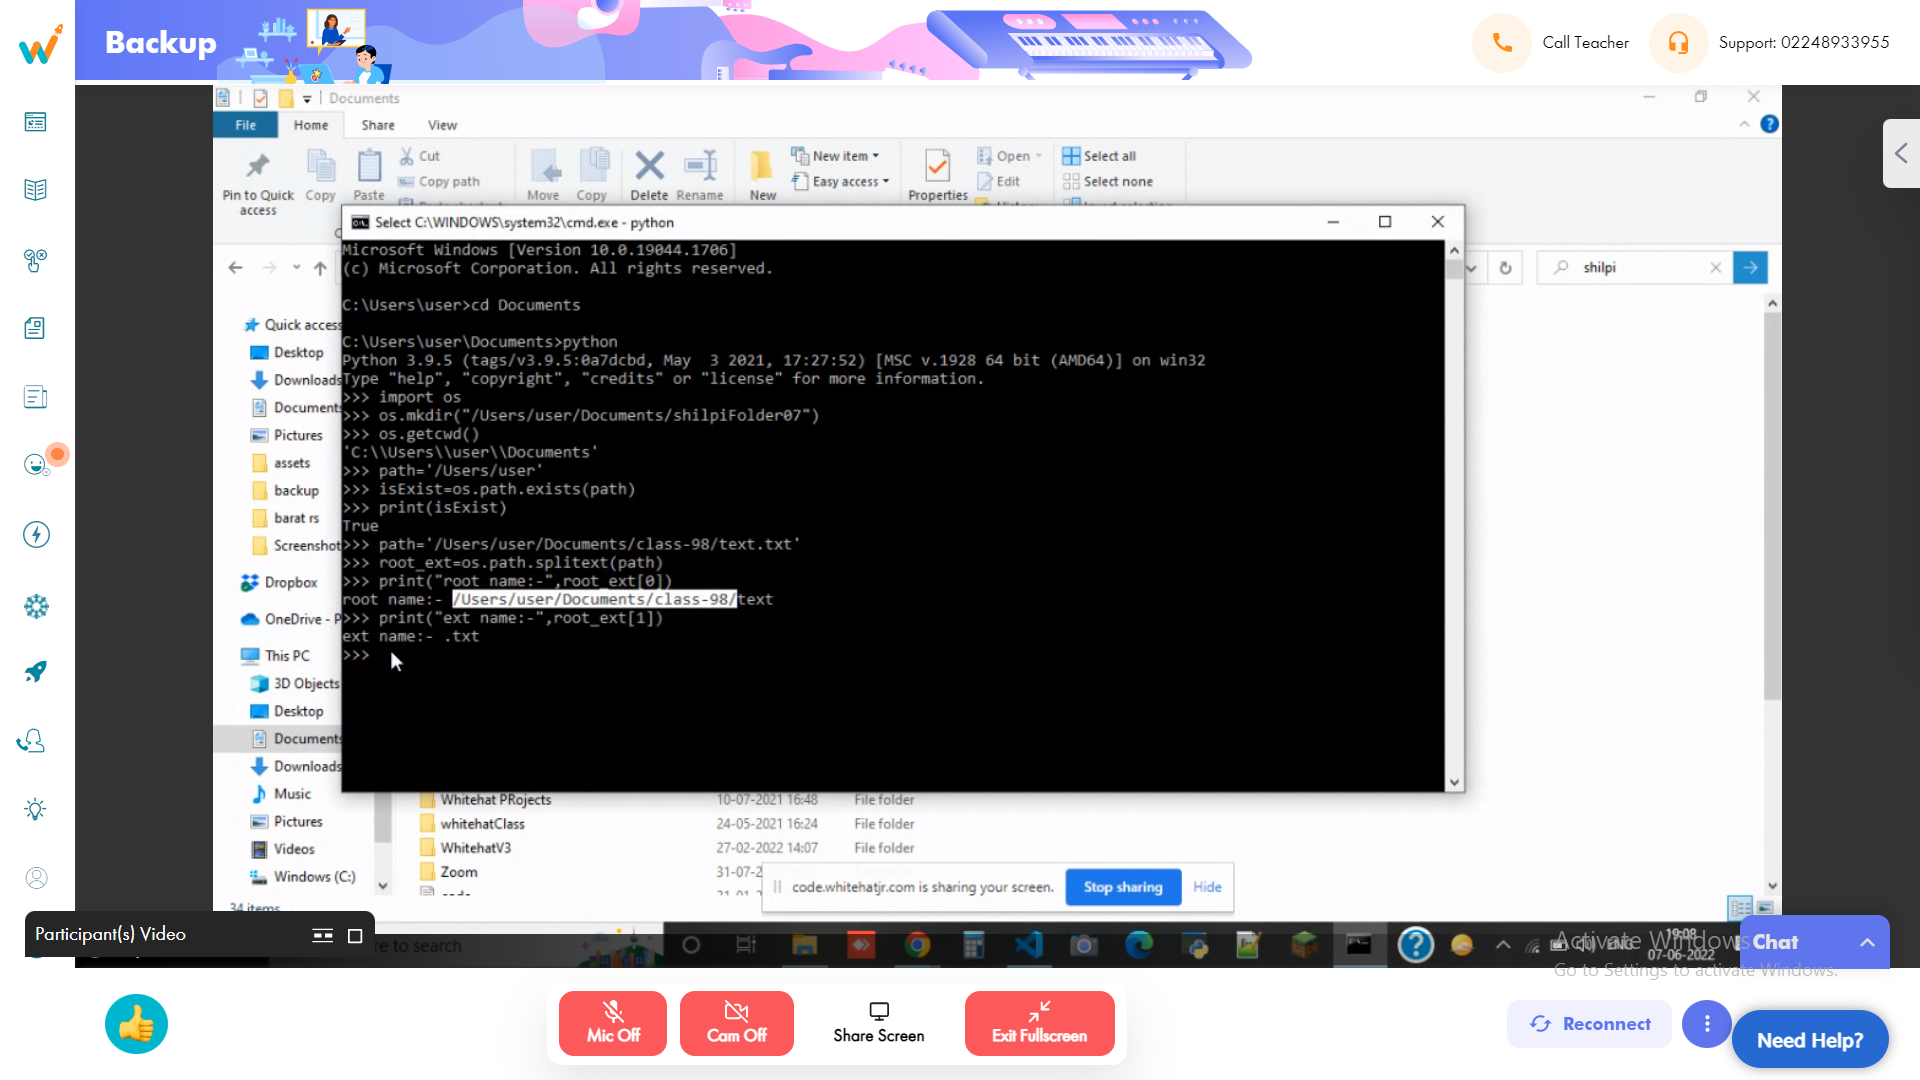 Backup
Call Teacher
Support: 02248933955
Documents
File
Home
Share
View
Pin to Quick access
Copy
Paste
Cut
Copy path
Move
Copy
Delete
Rename
New
New item
Easy access
Properties
Open
Edit
Select all
Select none
Select C:\WINDOWS\system32\cmd.exe - python
Microsoft Windows [Version 10.0.19044.1706]
(c) Microsoft Corporation. All rights reserved.
C:\Users\user>cd Documents
C:\Users\user\Documents>python
Python 3.9.5 (tags/v3.9.5:0a7dcbd, May  3 2021, 17:27:52) [MSC v.1928 64 bit (AMD64)] on win32
Type "help", "copyright", "credits" or "license" for more information.
>>> import os
>>> os.mkdir("/Users/user/Documents/shilpiFolder07")
>>> os.getcwd()
'C:\\Users\\user\\Documents'
>>> path='/Users/user'
>>> isExist=os.path.exists(path)
>>> print(isExist)
True
>>> path='/Users/user/Documents/class-98/text.txt'
>>> root_ext=os.path.splitext(path)
>>> print("root name:-",root_ext[0])
root name:- /Users/user/Documents/class-98/text
>>> print("ext name:-",root_ext[1])
ext name:- .txt
>>>
shilpi
Quick access
Desktop
Downloads
Documents
Pictures
assets
backup
barat rs
Screenshot
Dropbox
OneDrive - P
This PC
3D Objects
Desktop
Documents
Downloads
Music
Pictures
Videos
Windows (C:)
34 items
Whitehat PRojects 10-07-2021 16:48 File folder
whitehatClass 24-05-2021 16:24 File folder
WhitehatV3 27-02-2022 14:07 File folder
Zoom 31-07-2
code.whitehatjr.com is sharing your screen.
Stop sharing
Hide
Participant(s) Video
re to search
ENG
19:08
07-06-2022
Activate Windows
Go to Settings to activate Windows.
Chat
Mic Off
Cam Off
Share Screen
Exit Fullscreen
Reconnect
Need Help?